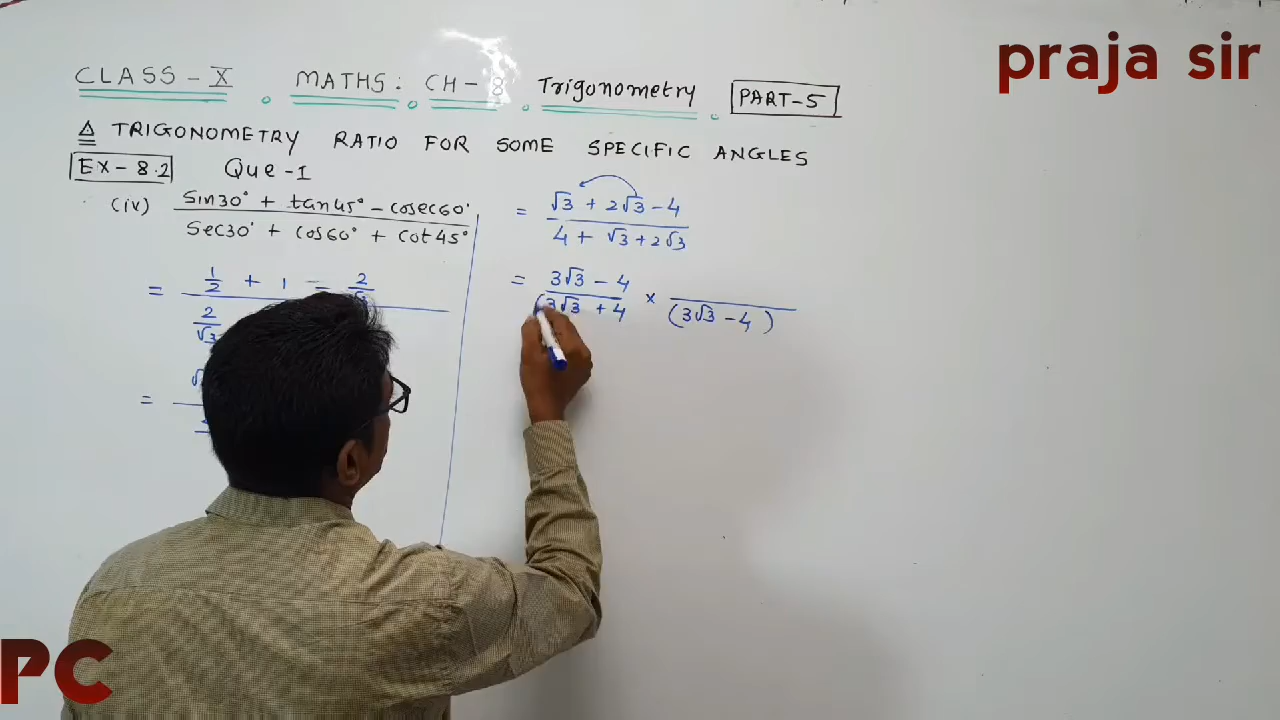 praja sir
CLASS - X MATHS: CH - 8 Trigonometry PART-5
TRIGONOMETRY RATIO FOR SOME SPECIFIC ANGLES
EX - 8.2 Que - 1
(iv) sin30° + tan45° - cosec60°
sec30° + cos60° + cot45°
= 1/2 + 1 - 2
2/√3
=
= √3 + 2√3 - 4
4 + √3 + 2√3
= 3√3 - 4 ×
(3√3 + 4 (3√3 - 4)
PC